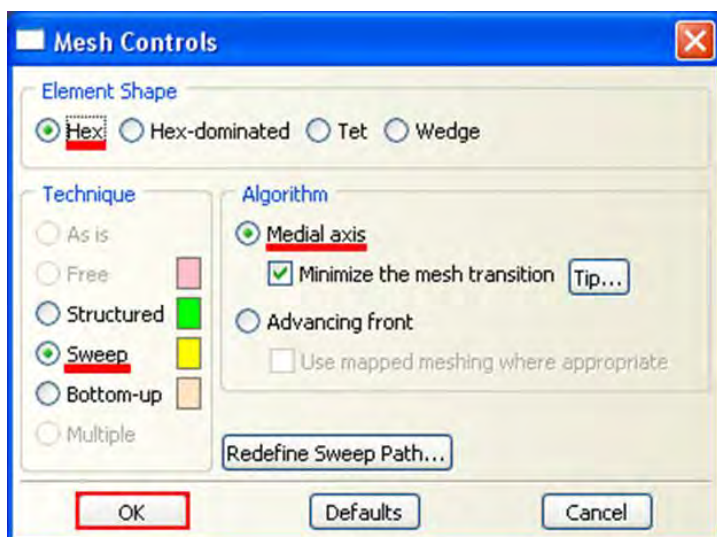 Mesh Controls
Element Shape
Hex Hex-dominated Tet Wedge
Technique
As is
Free
Structured
Sweep
Bottom-up
Multiple
Algorithm
Medial axis
Minimize the mesh transition Tip...
Advancing front
Use mapped meshing where appropriate
Redefine Sweep Path...
OK Defaults Cancel